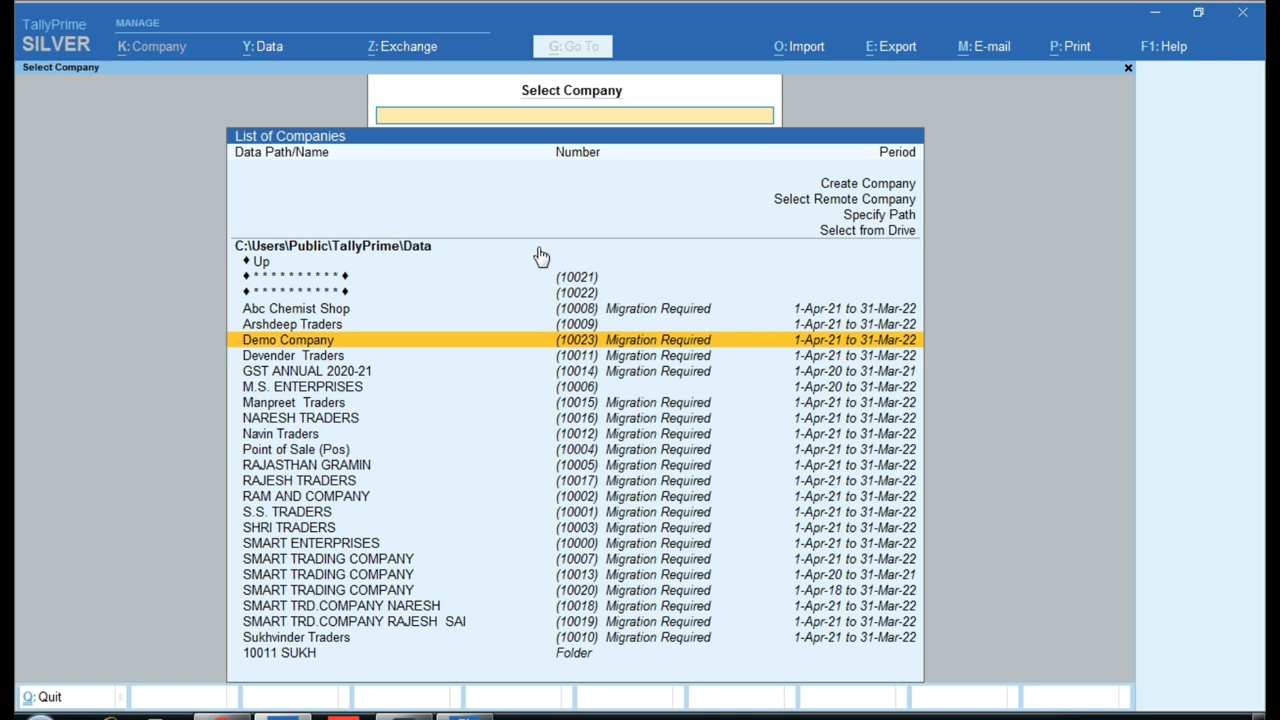 TallyPrime
SILVER
MANAGE
K: Company
Y: Data
Z: Exchange
G: Go To
O: Import
E: Export
M: E-mail
P: Print
F1: Help
Select Company
Select Company
List of Companies
Data Path/Name Number Period
Create Company
Select Remote Company
Specify Path
Select from Drive
C:\Users\Public\TallyPrime\Data
♦ Up
♦ * * * * * * * * * * ♦ (10021)
♦ * * * * * * * * * * ♦ (10022)
Abc Chemist Shop (10008) Migration Required 1-Apr-21 to 31-Mar-22
Arshdeep Traders (10009) 1-Apr-21 to 31-Mar-22
Demo Company (10023) Migration Required 1-Apr-21 to 31-Mar-22
Devender Traders (10011) Migration Required 1-Apr-21 to 31-Mar-22
GST ANNUAL 2020-21 (10014) Migration Required 1-Apr-20 to 31-Mar-21
M.S. ENTERPRISES (10006) 1-Apr-21 to 31-Mar-22
Manpreet Traders (10015) Migration Required 1-Apr-21 to 31-Mar-22
NARESH TRADERS (10016) Migration Required 1-Apr-21 to 31-Mar-22
Navin Traders (10012) Migration Required 1-Apr-21 to 31-Mar-22
Point of Sale (Pos) (10004) Migration Required 1-Apr-21 to 31-Mar-22
RAJASTHAN GRAMIN (10005) Migration Required 1-Apr-21 to 31-Mar-22
RAJESH TRADERS (10017) Migration Required 1-Apr-21 to 31-Mar-22
RAM AND COMPANY (10002) Migration Required 1-Apr-21 to 31-Mar-22
S.S. TRADERS (10001) Migration Required 1-Apr-21 to 31-Mar-22
SHRI TRADERS (10003) Migration Required 1-Apr-21 to 31-Mar-22
SMART ENTERPRISES (10000) Migration Required 1-Apr-21 to 31-Mar-22
SMART TRADING COMPANY (10007) Migration Required 1-Apr-21 to 31-Mar-22
SMART TRADING COMPANY (10013) Migration Required 1-Apr-20 to 31-Mar-21
SMART TRADING COMPANY (10020) Migration Required 1-Apr-18 to 31-Mar-22
SMART TRD.COMPANY NARESH (10018) Migration Required 1-Apr-21 to 31-Mar-22
SMART TRD.COMPANY RAJESH SAI (10019) Migration Required 1-Apr-21 to 31-Mar-22
Sukhvinder Traders (10010) Migration Required 1-Apr-21 to 31-Mar-22
10011 SUKH Folder
Q: Quit